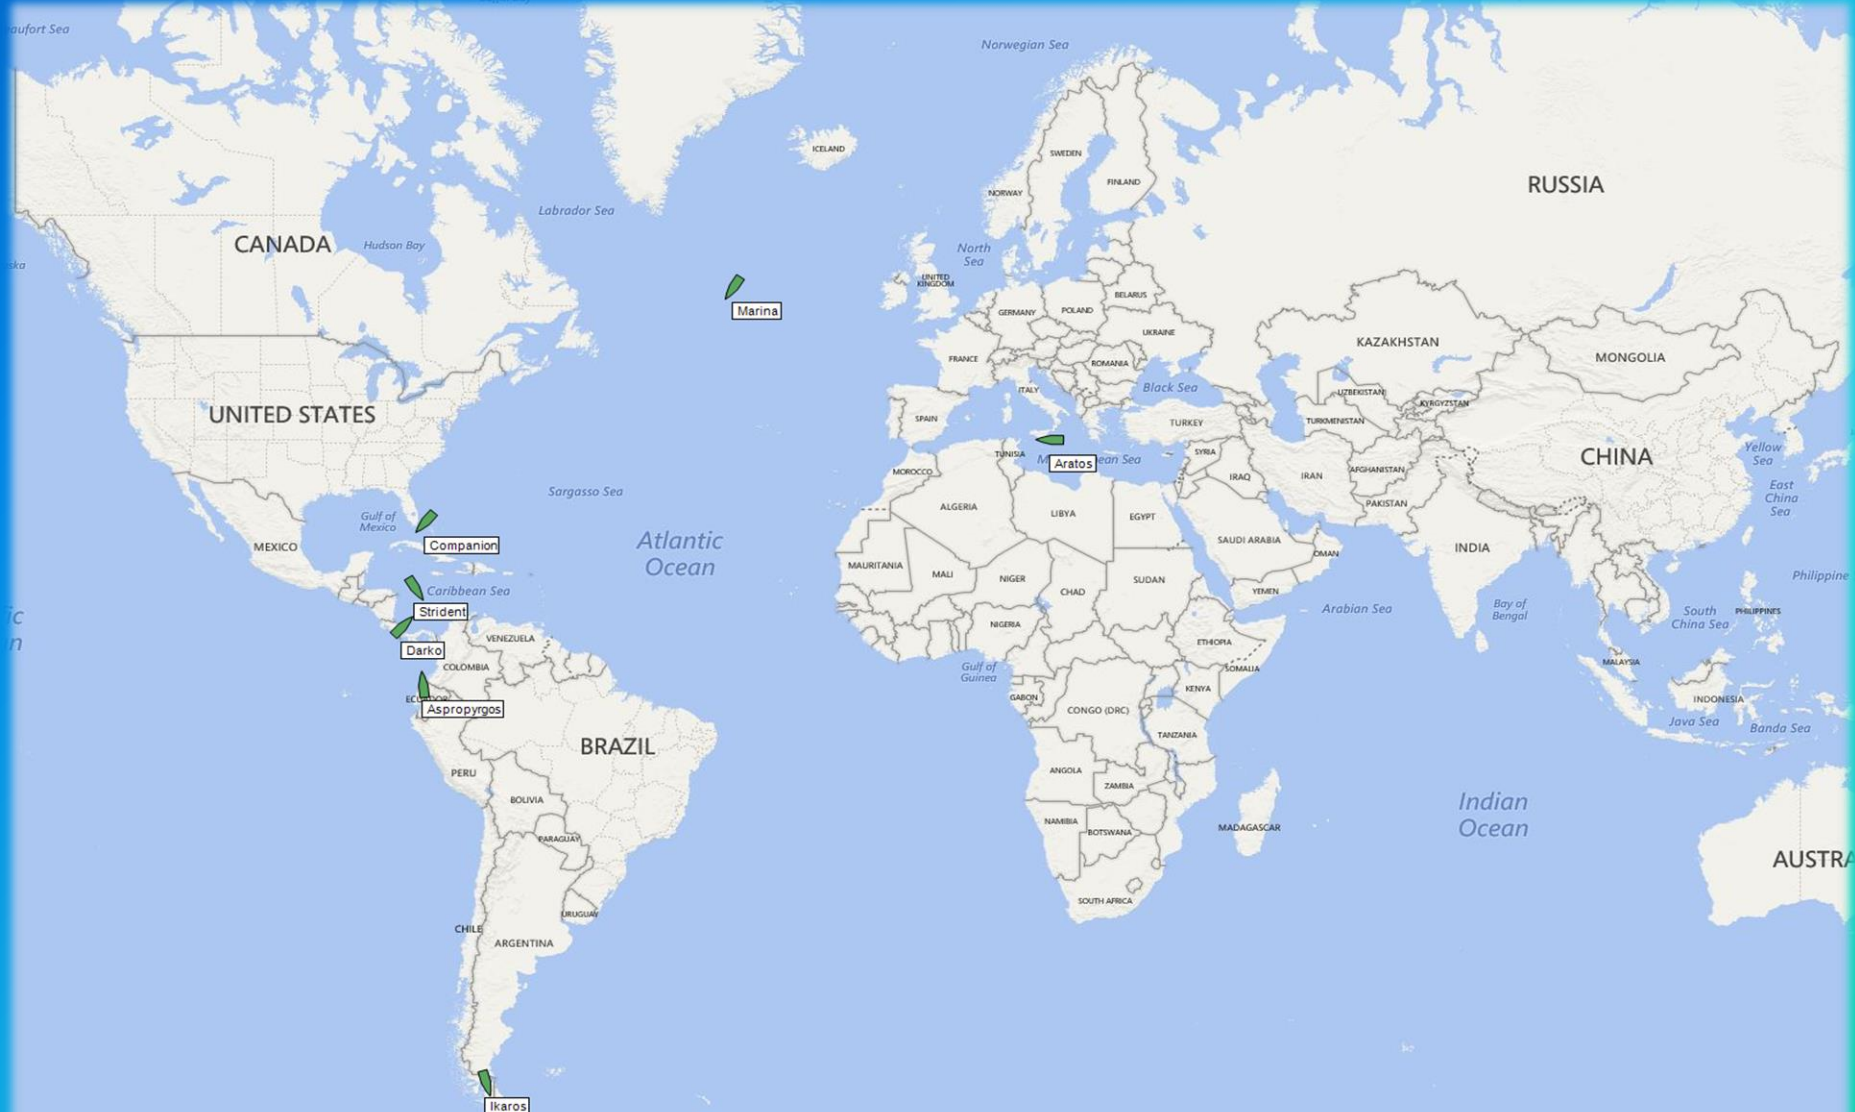 Norwegian Sea
ICELAND
SWEDEN
FINLAND
NORWAY
RUSSIA
Labrador Sea
CANADA
Hudson Bay
North
Sea
UNITED
KINGDOM
Marina
GERMANY
POLAND
BELARUS
UKRAINE
FRANCE
ROMANIA
KAZAKHSTAN
MONGOLIA
ITALY
Black Sea
UZBEKISTAN
KYRGYZSTAN
UNITED STATES
SPAIN
TURKEY
TURKMENISTAN
TUNISIA
Aratos
SYRIA
MOROCCO
IRAQ
IRAN
AFGHANISTAN
CHINA
Yellow
Sea
East
China
Sea
Sargasso Sea
Gulf of
Mexico
ALGERIA
LIBYA
EGYPT
PAKISTAN
MEXICO
Companion
Atlantic
Ocean
SAUDI ARABIA
OMAN
INDIA
MAURITANIA
MALI
NIGER
CHAD
SUDAN
YEMEN
Philippine
Caribbean Sea
Strident
Arabian Sea
Bay of
Bengal
South
China Sea
PHILIPPINES
NIGERIA
Darko
VENEZUELA
COLOMBIA
ETHIOPIA
SOMALIA
MALAYSIA
Gulf of
Guinea
GABON
KENYA
Aspropyrgos
CONGO (DRC)
INDONESIA
Java Sea
Banda Sea
TANZANIA
BRAZIL
PERU
BOLIVIA
ANGOLA
ZAMBIA
Indian
Ocean
NAMIBIA
BOTSWANA
MADAGASCAR
PARAGUAY
AUSTRA
SOUTH AFRICA
URUGUAY
CHILE
ARGENTINA
Ikaros